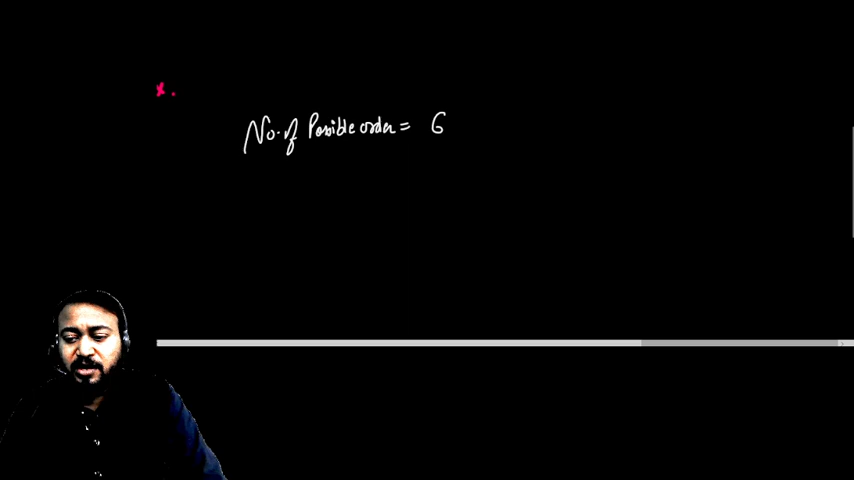 No. of Possible order = 6